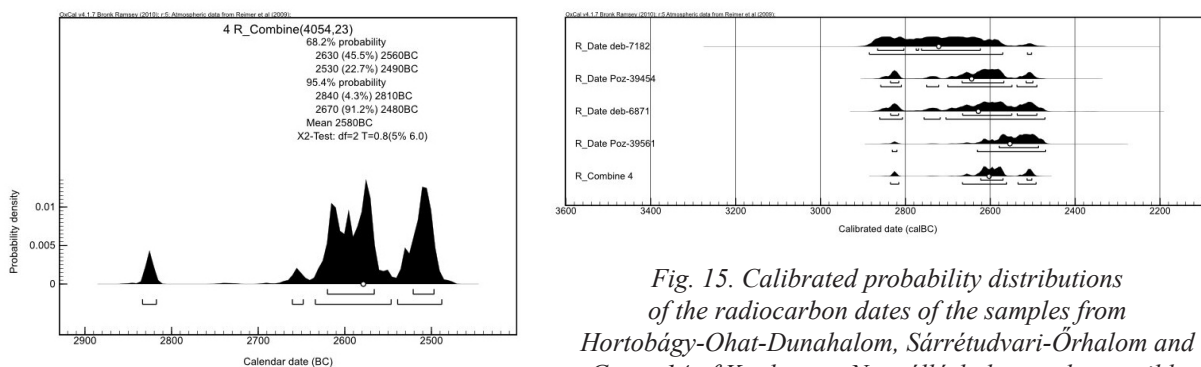 OxCal v4.1.7 Bronk Ramsey (2010); r:5; Atmospheric data from Reimer et al (2009);
4 R_Combine(4054,23)
68.2% probability
2630 (45.5%) 2560BC
2530 (22.7%) 2490BC
95.4% probability
2840 (4.3%) 2810BC
2670 (91.2%) 2480BC
Mean 2580BC
X2-Test: df=2 T=0.8(5% 6.0)
Probability density
0.01
0.005
0
2900 2800 2700 2600 2500
Calendar date (BC)
OxCal v4.1.7 Bronk Ramsey (2010); r:5 Atmospheric data from Reimer et al (2009);
R_Date deb-7182
R_Date Poz-39454
R_Date deb-6871
R_Date Poz-39561
R_Combine 4
3600 3400 3200 3000 2800 2600 2400 2200
Calibrated date (calBC)
Fig. 15. Calibrated probability distributions
of the radiocarbon dates of the samples from
Hortobágy-Ohat-Dunahalom, Sárrétudvari-Őrhalom and